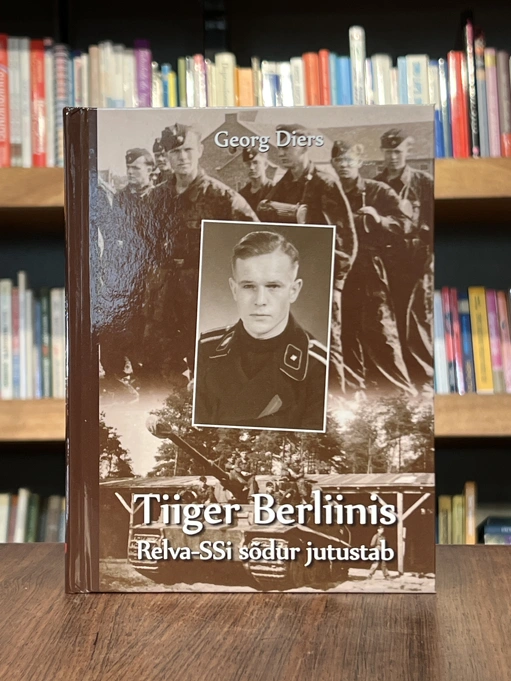 Georg Diers
Tiiger Berliinis
Relva-SSi sõdur jutustab